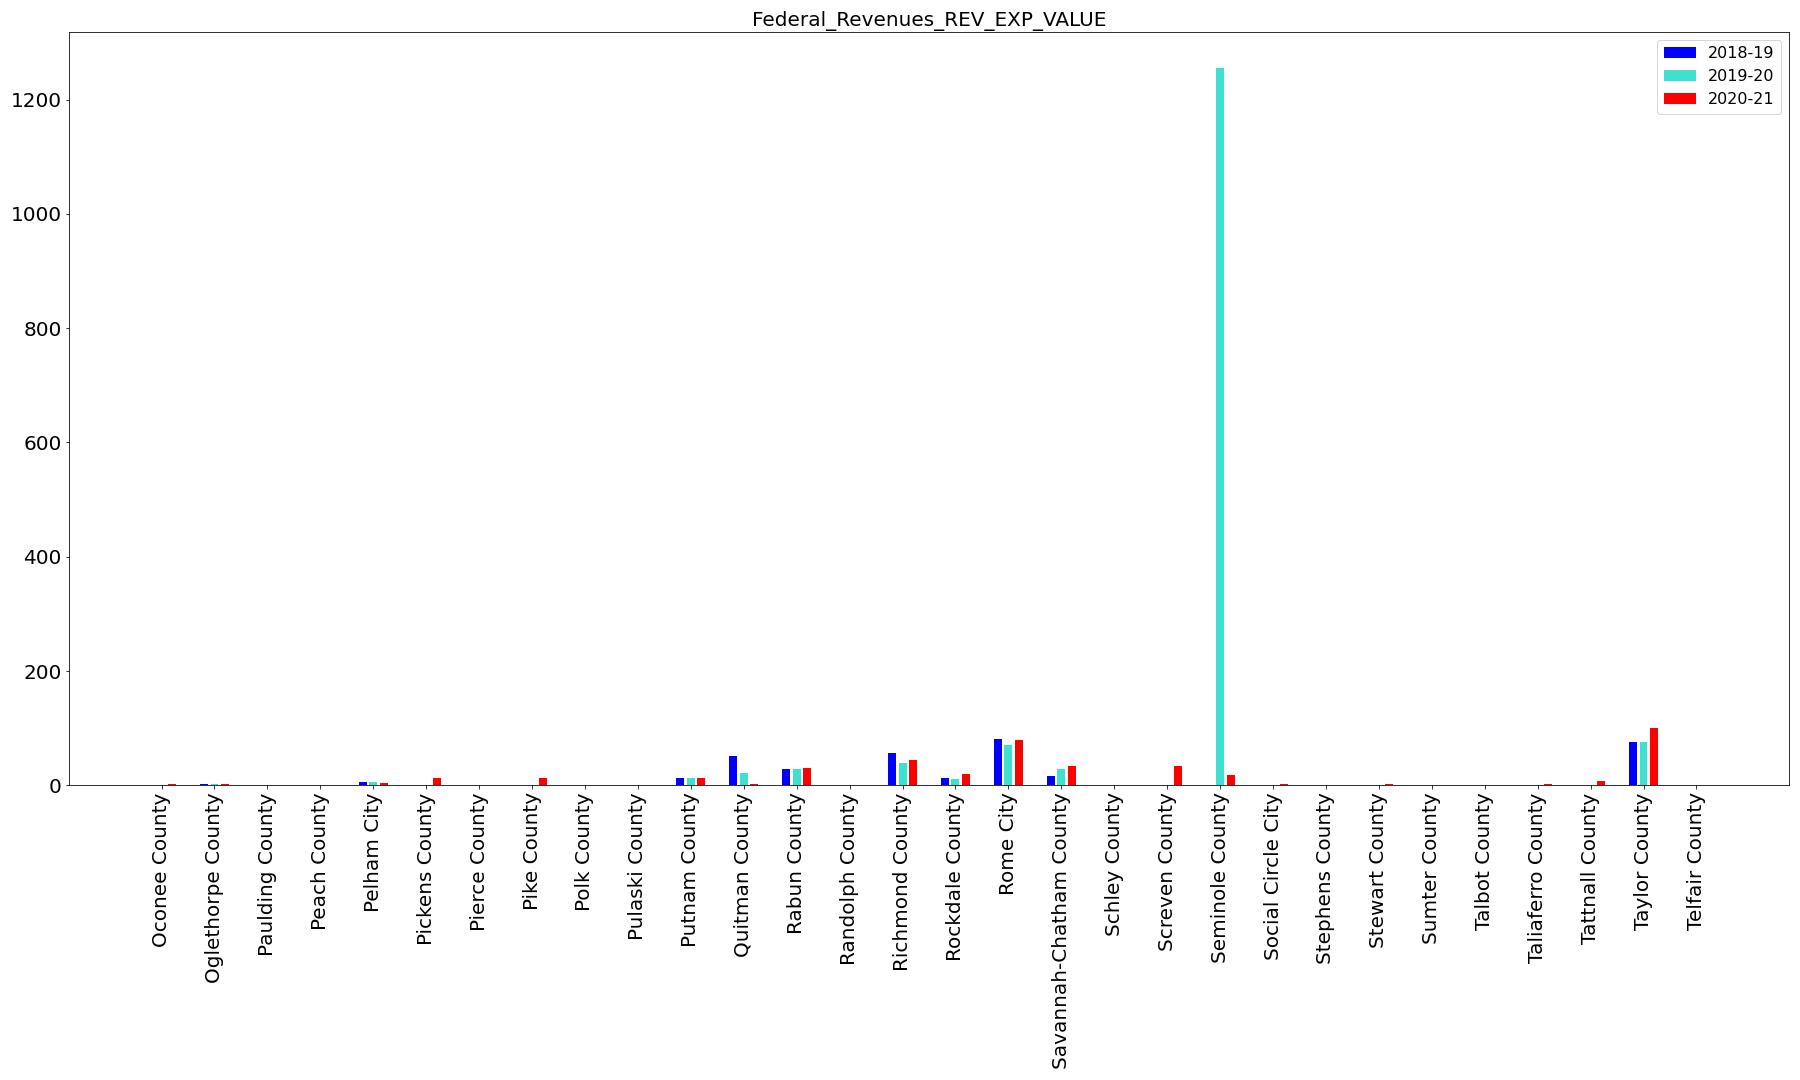 Federal_Revenues_REV_EXP_VALUE
2018-19
2019-20
2020-21
1200
1000
800
600
400
200
0
Oconee County
Oglethorpe County
Paulding County
Peach County
Pelham City
Pickens County
Pierce County
Pike County
Polk County
Pulaski County
Putnam County
Quitman County
Rabun County
Randolph County
Richmond County
Rockdale County
Rome City
Savannah-Chatham County
Schley County
Screven County
Seminole County
Social Circle City
Stephens County
Stewart County
Sumter County
Talbot County
Taliaferro County
Tattnall County
Taylor County
Telfair County